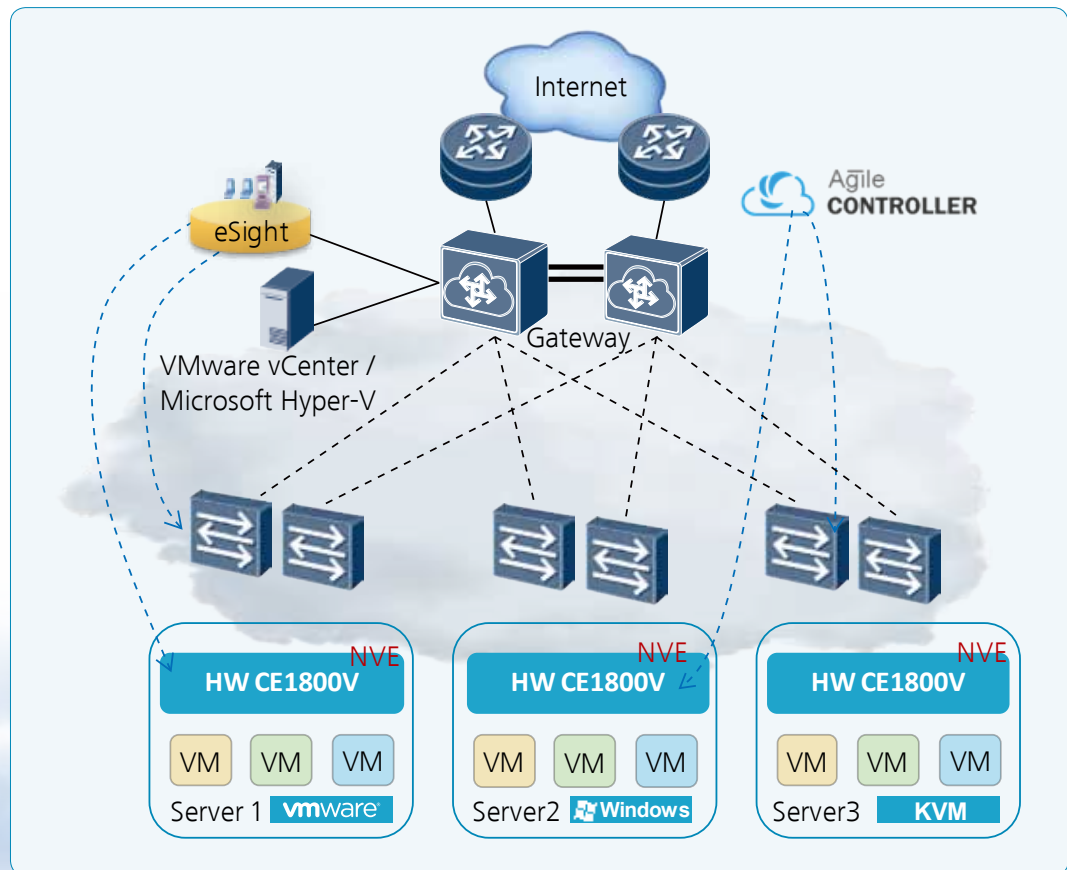 Internet
Agile
CONTROLLER
eSight
Gateway
VMware vCenter /
Microsoft Hyper-V
NVE
HW CE1800V
VM VM VM
Server 1 vmware®
NVE
HW CE1800V
VM VM VM
Server2 Windows
NVE
HW CE1800V
VM VM VM
Server3 KVM